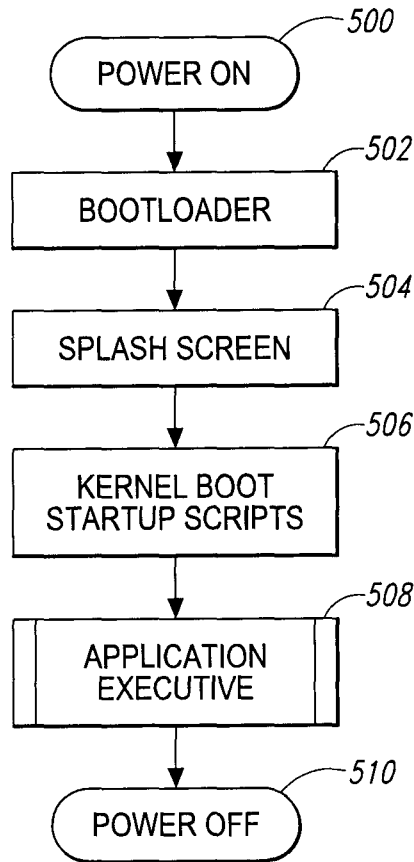 500
POWER ON
502
BOOTLOADER
504
SPLASH SCREEN
506
KERNEL BOOT
STARTUP SCRIPTS
508
APPLICATION
EXECUTIVE
510
POWER OFF